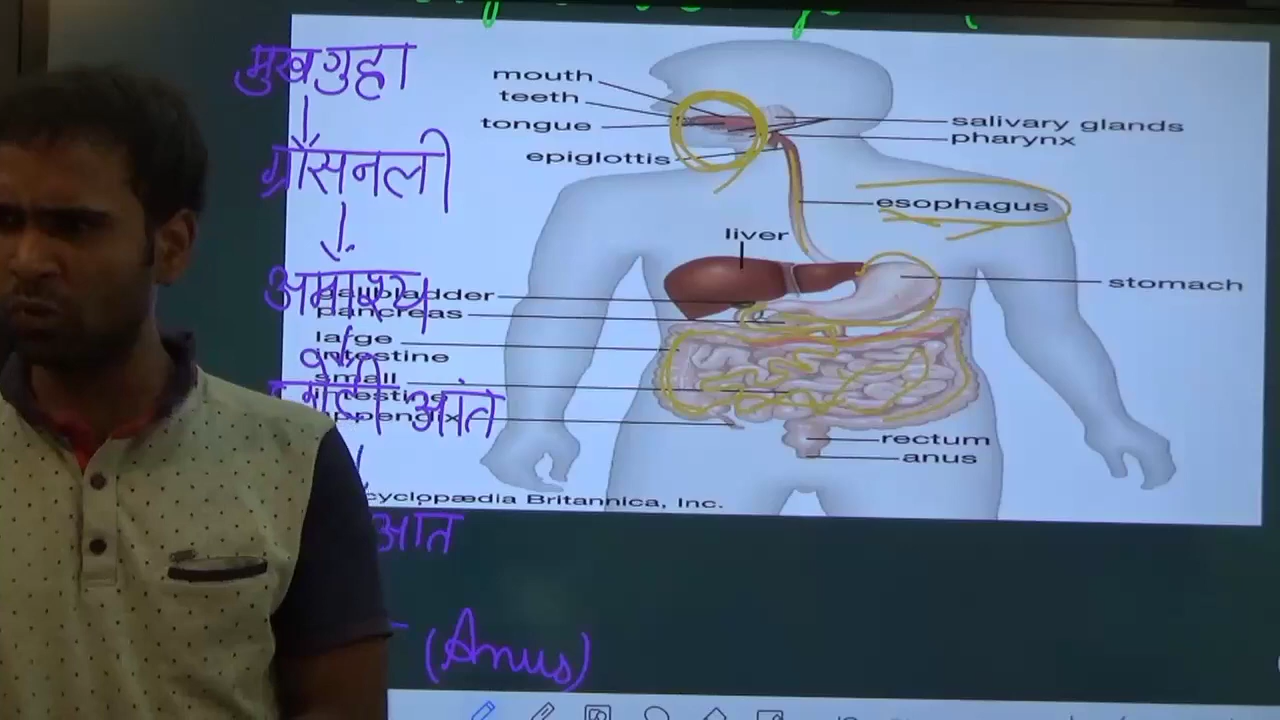 मुखगुहा
ग्रासनली
अमाशय
आंत
आंत
(Anus)
mouth
teeth
tongue
epiglottis
salivary glands
pharynx
esophagus
liver
stomach
gallbladder
pancreas
large
intestine
small
intestine
appendix
rectum
anus
cyclopædia Britannica, Inc.